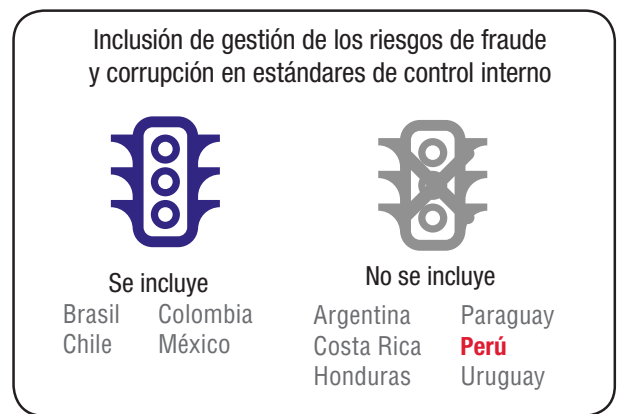 Inclusión de gestión de los riesgos de fraude
y corrupción en estándares de control interno
Se incluye
Brasil Colombia
Chile México
No se incluye
Argentina Paraguay
Costa Rica Perú
Honduras Uruguay